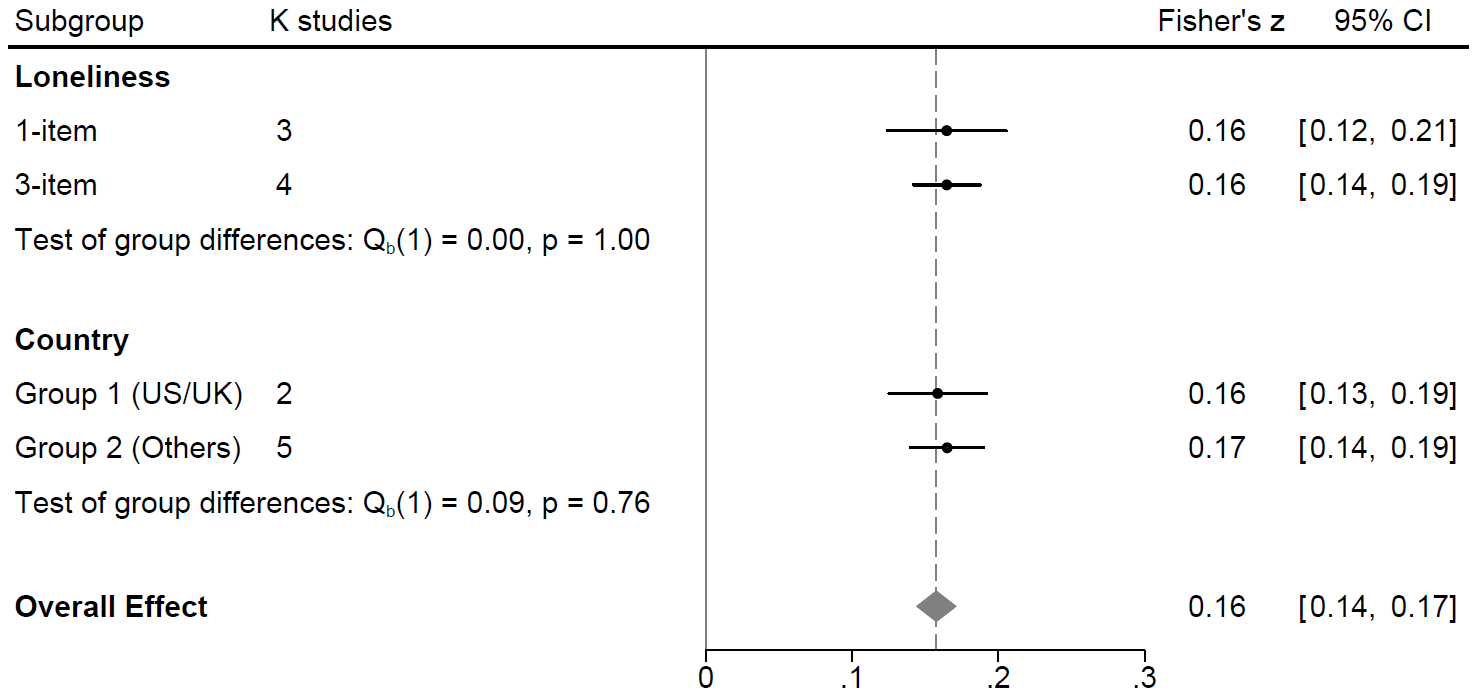 Subgroup K studies Fisher's z 95% CI
Loneliness
1-item 3 0.16 [0.12, 0.21]
3-item 4 0.16 [0.14, 0.19]
Test of group differences: Qb(1) = 0.00, p = 1.00
Country
Group 1 (US/UK) 2 0.16 [0.13, 0.19]
Group 2 (Others) 5 0.17 [0.14, 0.19]
Test of group differences: Qb(1) = 0.09, p = 0.76
Overall Effect 0.16 [0.14, 0.17]
0 .1 .2 .3